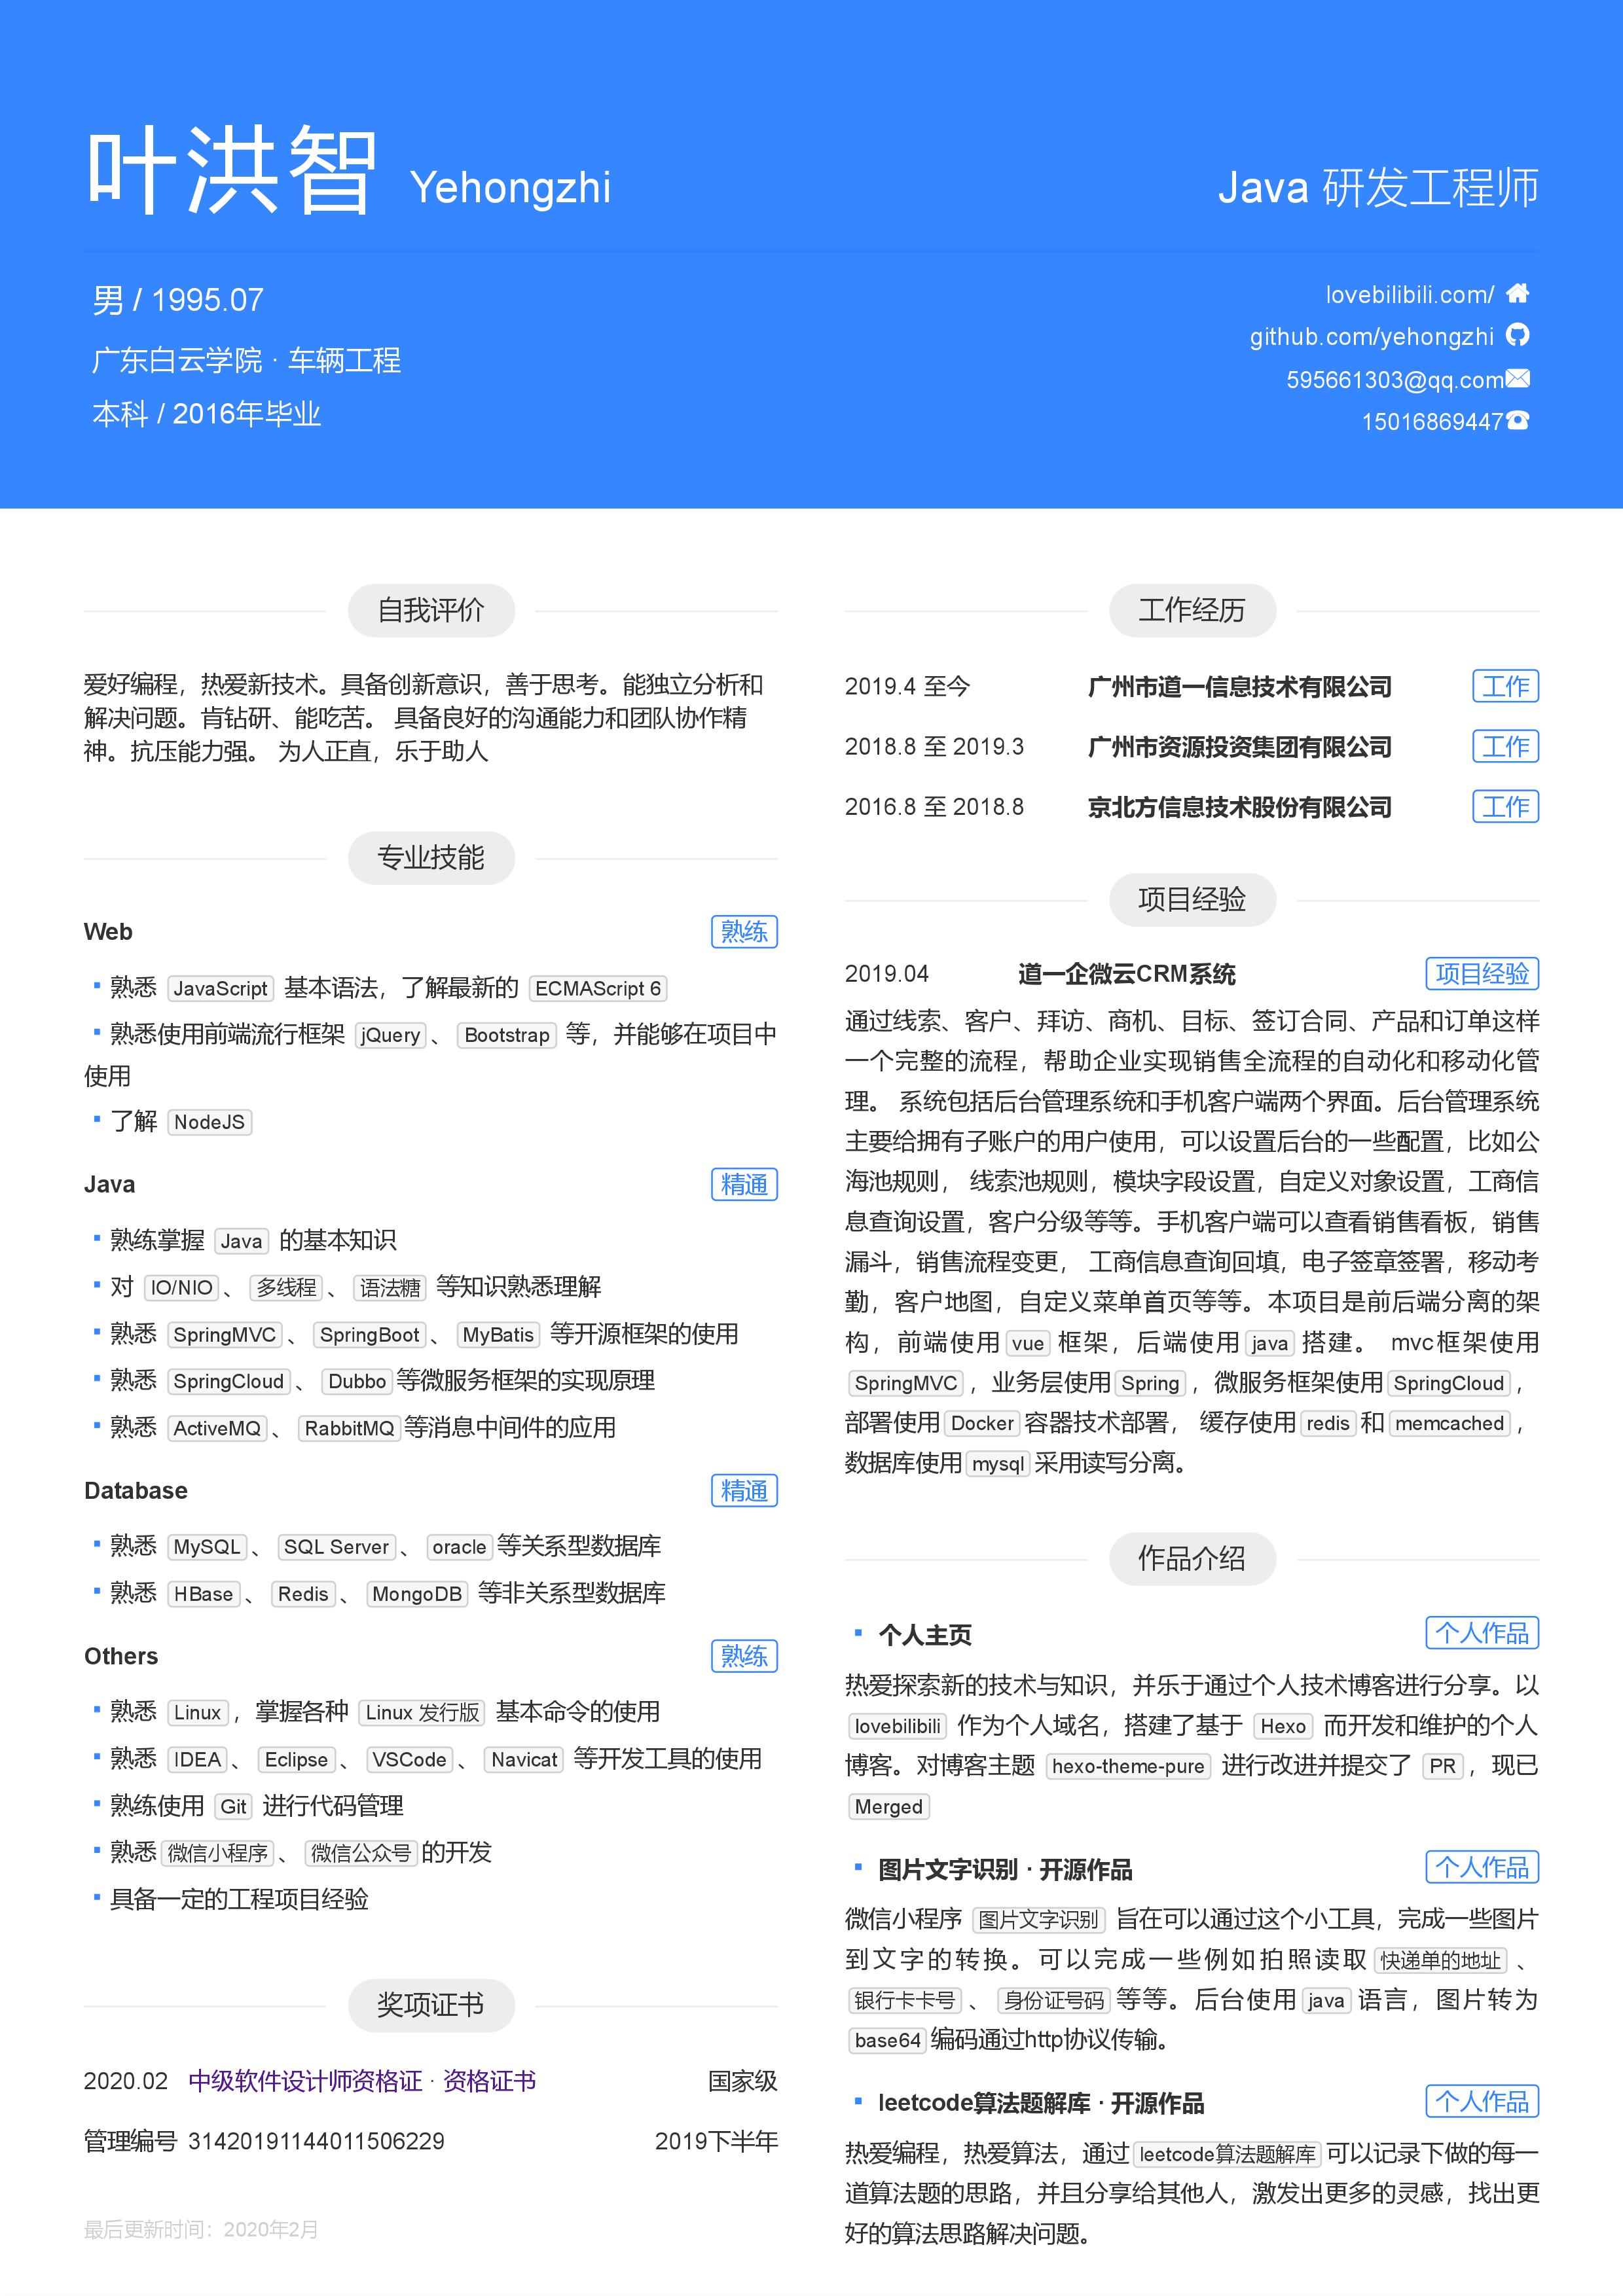 叶洪智 Yehongzhi
Java 研发工程师
男 / 1995.07
广东白云学院 · 车辆工程
本科 / 2016年毕业
lovebilibili.com/
github.com/yehongzhi
595661303@qq.com
15016869447
自我评价
爱好编程，热爱新技术。具备创新意识，善于思考。能独立分析和
解决问题。肯钻研、能吃苦。 具备良好的沟通能力和团队协作精
神。抗压能力强。 为人正直，乐于助人
专业技能
Web 熟练
熟悉 JavaScript 基本语法，了解最新的 ECMAScript 6
熟悉使用前端流行框架 jQuery 、 Bootstrap 等，并能够在项目中
使用
了解 NodeJS
Java 精通
熟练掌握 Java 的基本知识
对 IO/NIO 、 多线程 、 语法糖 等知识熟悉理解
熟悉 SpringMVC 、 SpringBoot 、 MyBatis 等开源框架的使用
熟悉 SpringCloud 、 Dubbo 等微服务框架的实现原理
熟悉 ActiveMQ 、 RabbitMQ 等消息中间件的应用
Database 精通
熟悉 MySQL 、 SQL Server 、 oracle 等关系型数据库
熟悉 HBase 、 Redis 、 MongoDB 等非关系型数据库
Others 熟练
熟悉 Linux ，掌握各种 Linux 发行版 基本命令的使用
熟悉 IDEA 、 Eclipse 、 VSCode 、 Navicat 等开发工具的使用
熟练使用 Git 进行代码管理
熟悉 微信小程序 、 微信公众号 的开发
具备一定的工程项目经验
奖项证书
2020.02 中级软件设计师资格证 · 资格证书 国家级
管理编号 31420191144011506229 2019下半年
最后更新时间：2020年2月
工作经历
2019.4 至今 广州市道一信息技术有限公司 工作
2018.8 至 2019.3 广州市资源投资集团有限公司 工作
2016.8 至 2018.8 京北方信息技术股份有限公司 工作
项目经验
2019.04 道一企微云CRM系统 项目经验
通过线索、客户、拜访、商机、目标、签订合同、产品和订单这样
一个完整的流程，帮助企业实现销售全流程的自动化和移动化管
理。 系统包括后台管理系统和手机客户端两个界面。后台管理系统
主要给拥有子账户的用户使用，可以设置后台的一些配置，比如公
海池规则， 线索池规则，模块字段设置，自定义对象设置，工商信
息查询设置，客户分级等等。手机客户端可以查看销售看板，销售
漏斗，销售流程变更， 工商信息查询回填，电子签章签署，移动考
勤，客户地图，自定义菜单首页等等。本项目是前后端分离的架
构，前端使用 vue 框架，后端使用 java 搭建。 mvc框架使用
SpringMVC ，业务层使用 Spring ，微服务框架使用 SpringCloud ，
部署使用 Docker 容器技术部署， 缓存使用 redis 和 memcached ，
数据库使用 mysql 采用读写分离。
作品介绍
个人主页 个人作品
热爱探索新的技术与知识，并乐于通过个人技术博客进行分享。以
lovebilibili 作为个人域名，搭建了基于 Hexo 而开发和维护的个人
博客。对博客主题 hexo-theme-pure 进行改进并提交了 PR ，现已
Merged
图片文字识别 · 开源作品 个人作品
微信小程序 图片文字识别 旨在可以通过这个小工具，完成一些图片
到文字的转换。可以完成一些例如拍照读取 快递单的地址 、
银行卡卡号 、 身份证号码 等等。后台使用 java 语言，图片转为
base64 编码通过http协议传输。
leetcode算法题解库 · 开源作品 个人作品
热爱编程，热爱算法，通过 leetcode算法题解库 可以记录下做的每一
道算法题的思路，并且分享给其他人，激发出更多的灵感，找出更
好的算法思路解决问题。